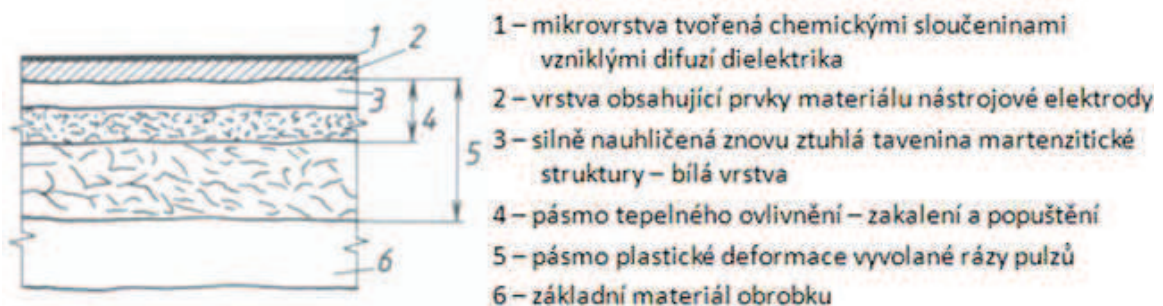 1
2
3
4
5
6
1 – mikrovrstva tvořená chemickými sloučeninami
vzniklými difuzí dielektrika
2 – vrstva obsahující prvky materiálu nástrojové elektrody
3 – silně nauhličená znovu ztuhlá tavenina martenzitické
struktury – bílá vrstva
4 – pásmo tepelného ovlivnění – zakalení a popuštění
5 – pásmo plastické deformace vyvolané rázy pulzů
6 – základní materiál obrobku